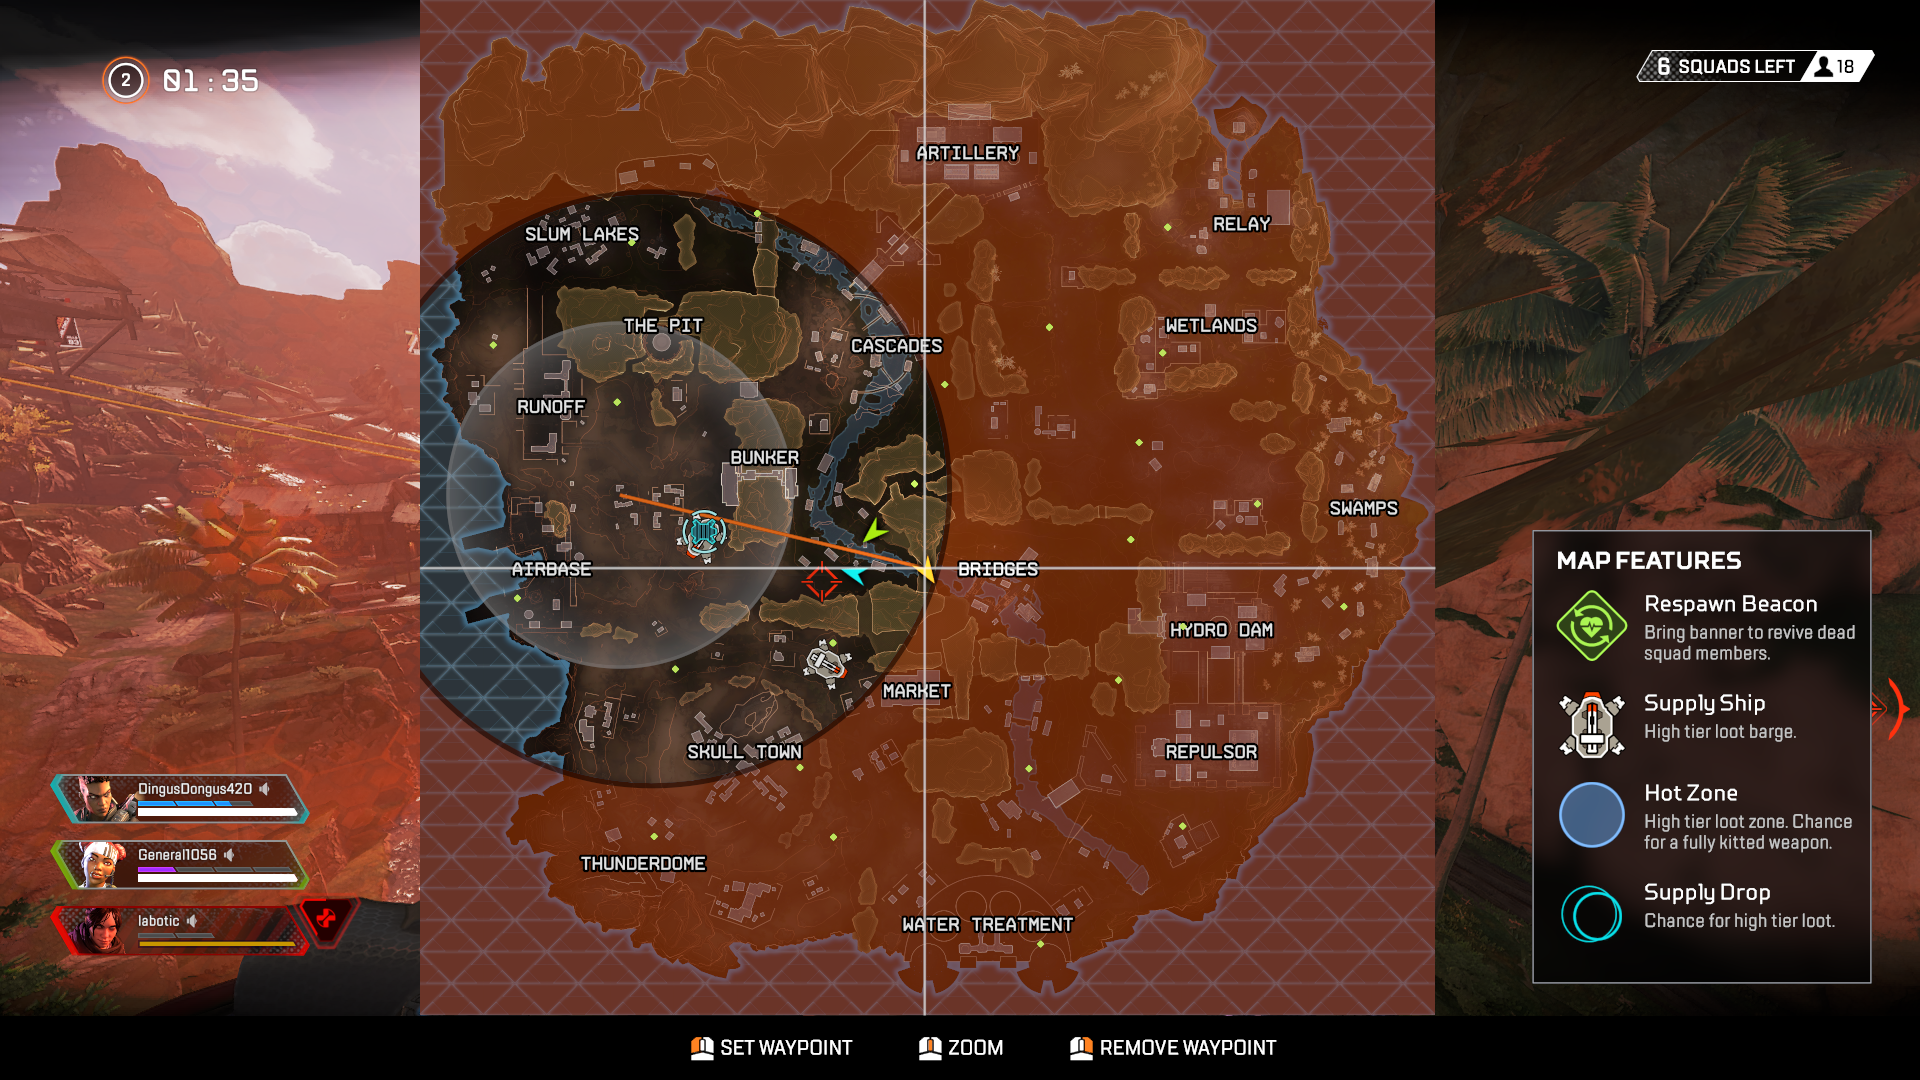 2 01:35
6 SQUADS LEFT 18
ARTILLERY
SLUM LAKES
RELAY
THE PIT
WETLANDS
CASCADES
RUNOFF
BUNKER
SWAMPS
AIRBASE
BRIDGES
HYDRO DAM
MARKET
SKULL TOWN
REPULSOR
THUNDERDOME
WATER TREATMENT
MAP FEATURES
Respawn Beacon
Bring banner to revive dead
squad members.
Supply Ship
High tier loot barge.
Hot Zone
High tier loot zone. Chance
for a fully kitted weapon.
Supply Drop
Chance for high tier loot.
DingusDongus420
General1056
labotic
SET WAYPOINT
ZOOM
REMOVE WAYPOINT